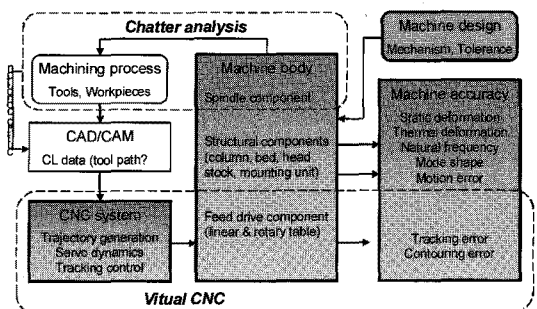 Chatter analysis
Machining process
Tools, Workpieces
CAD/CAM
CL data (tool path?
CNC system
Trajectory generation
Servo dynamics
Tracking control
Vitual CNC
Machine body
Spindle component
Structural components
(column, bed, head
stock, mounting unit)
Feed drive component
(linear & rotary table)
Machine design
Mechanism, Tolerance
Machine accuracy
Static deformation
Thermal deformation
Natural frequency
Mode shape
Motion error
Tracking error
Contouring error